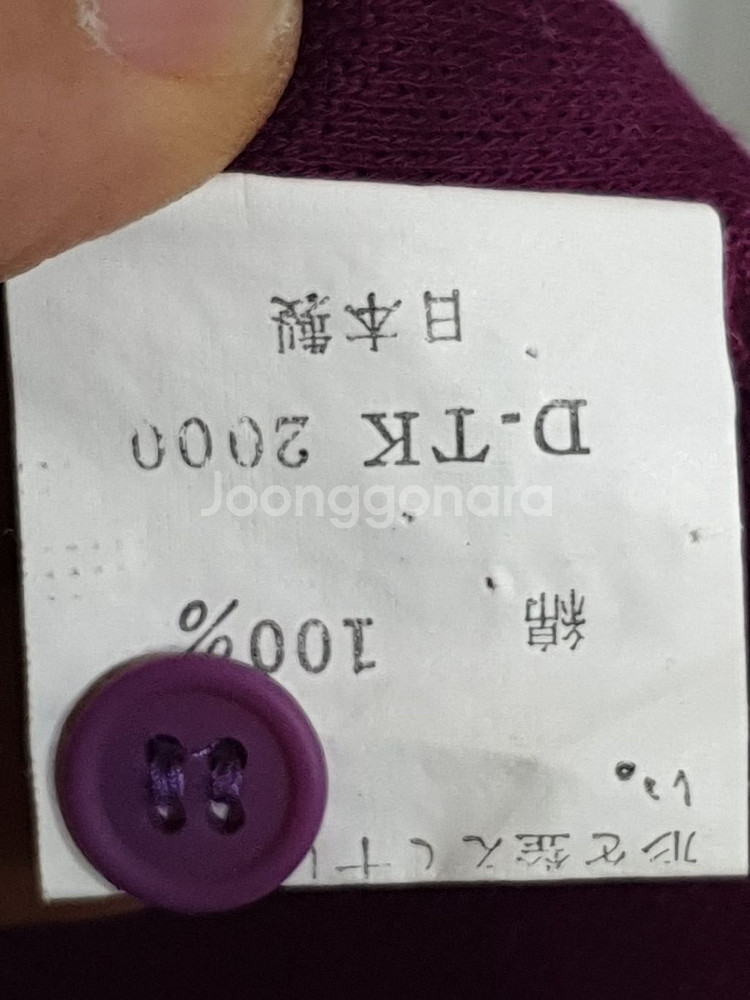 形を整えて干し
い。
綿 100%
D-TK 2000
日本製
Joonggonara